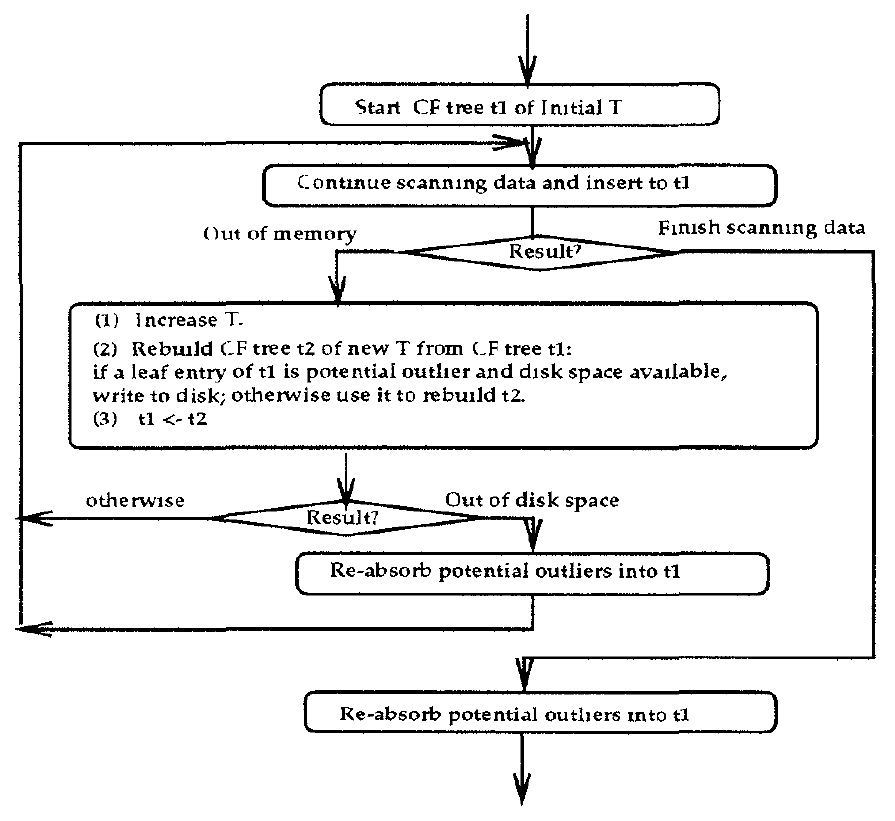 Start CF tree t1 of Initial T
Continue scanning data and insert to t1
Out of memory
Result?
Finish scanning data
(1) Increase T.
(2) Rebuild CF tree t2 of new T from CF tree t1:
if a leaf entry of t1 is potential outlier and disk space available,
write to disk; otherwise use it to rebuild t2.
(3) t1 <- t2
otherwise
Result?
Out of disk space
Re-absorb potential outliers into t1
Re-absorb potential outliers into t1